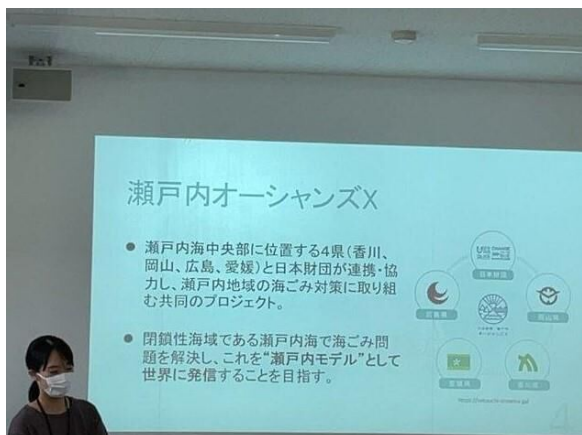 瀬戸内オーシャンズX
● 瀬戸内海中央部に位置する4県(香川、
岡山、広島、愛媛)と日本財団が連携・協
力し、瀬戸内地域の海ごみ対策に取り組
む共同のプロジェクト。
● 閉鎖性海域である瀬戸内海で海ごみ問
題を解決し、これを“瀬戸内モデル”として
世界に発信することを目指す。
日本財団
広島県
岡山県
愛媛県
香川県